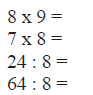 8 x 9 =
7 x 8 =
24 : 8 =
64 : 8 =